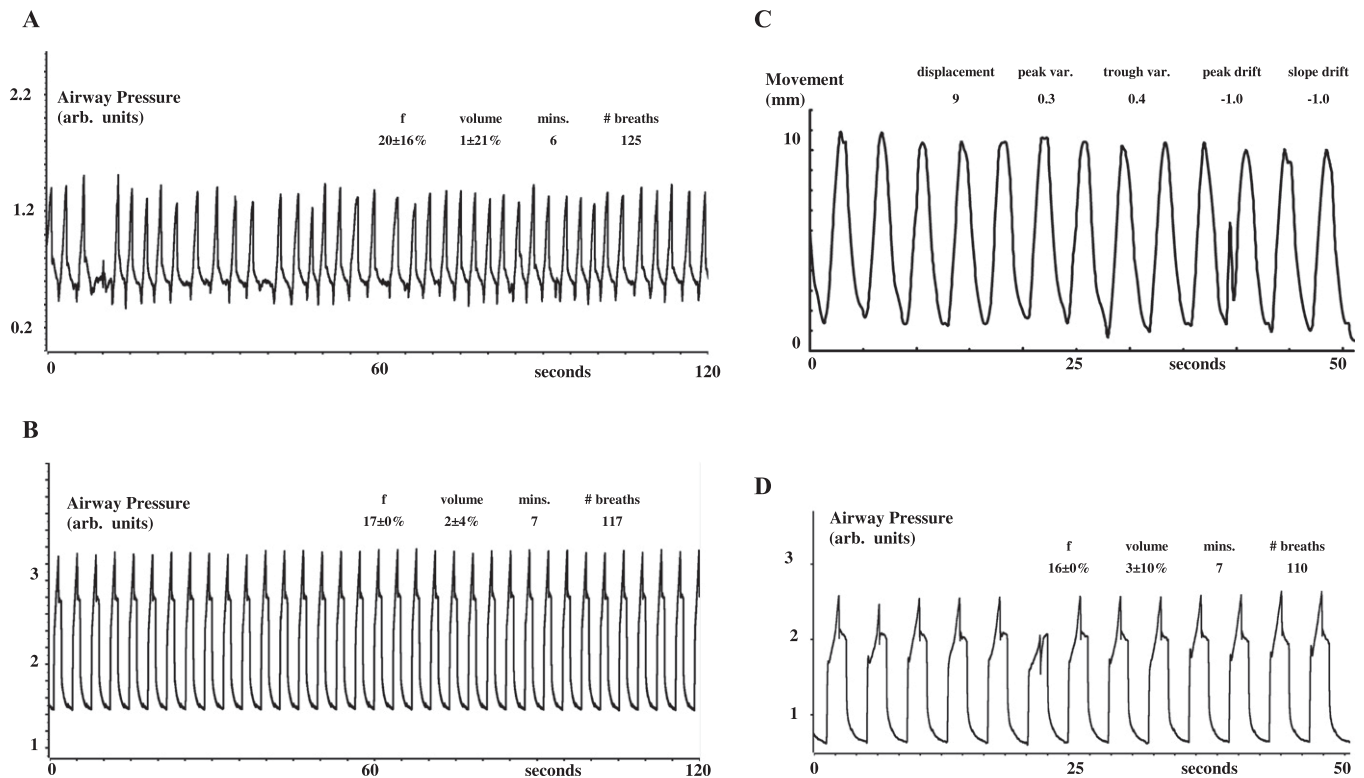 A
2.2
Airway Pressure
(arb. units)
f volume mins. # breaths
20±16% 1±21% 6 125
1.2
0.2
0 60 seconds 120
B
Airway Pressure
(arb. units)
f volume mins. # breaths
17±0% 2±4% 7 117
3
2
1
0 60 seconds 120
C
Movement
(mm)
displacement peak var. trough var. peak drift slope drift
9 0.3 0.4 -1.0 -1.0
10
0
0 25 seconds 50
D
Airway Pressure
(arb. units)
f volume mins. # breaths
16±0% 3±10% 7 110
3
2
1
0 25 seconds 50